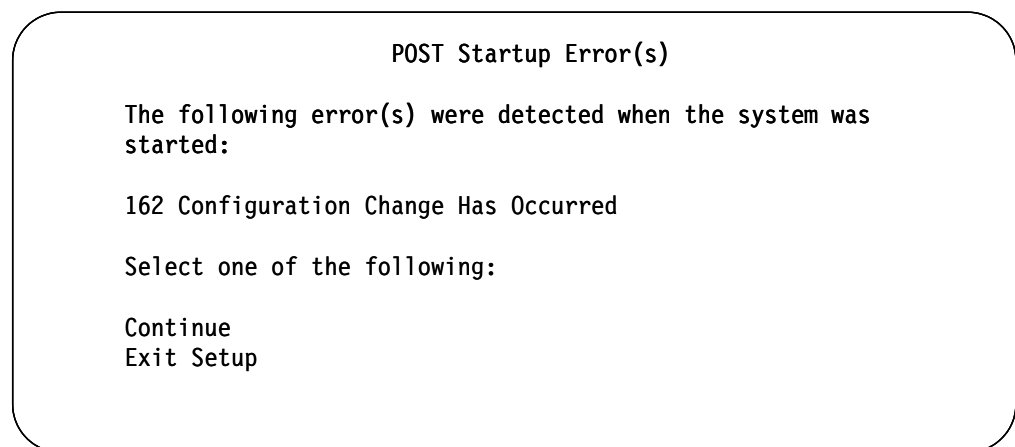 POST Startup Error(s)
The following error(s) were detected when the system was
started:
162 Configuration Change Has Occurred
Select one of the following:
Continue
Exit Setup